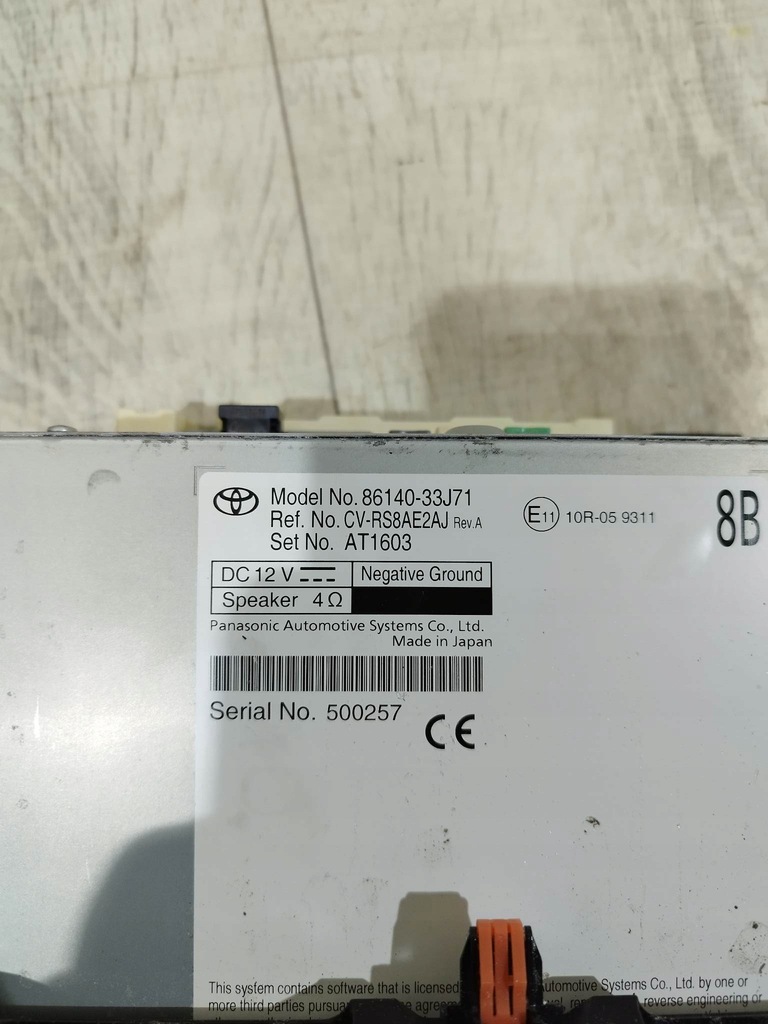 Model No. 86140-33J71
Ref. No. CV-RS8AE2AJ Rev.A
Set No. AT1603
E11 10R-05 9311
8B
DC 12 V Negative Ground
Speaker 4Ω
Panasonic Automotive Systems Co., Ltd.
Made in Japan
Serial No. 500257
CE
This system contains software that is licensed Automotive Systems Co., Ltd. by one or
more third parties reverse engineering or